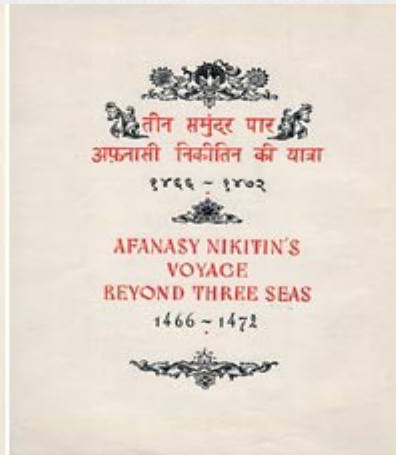 तीन समुंदर पार
अफ़नासी निकीतिन की यात्रा
१४६६ ~ १४७२
AFANASY NIKITIN'S
VOYAGE
BEYOND THREE SEAS
1466 ~ 1472